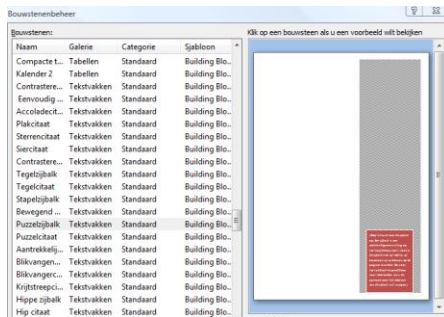 Bouwstenenbeheer
Bouwstenen:
Klik op een bouwsteen als u een voorbeeld wilt bekijken
Naam Galerie Categorie Sjabloon
Compacte t... Tabellen Standaard Building Blo...
Kalender 2 Tabellen Standaard Building Blo...
Contrastere... Tekstvakken Standaard Building Blo...
Eenvoudig ... Tekstvakken Standaard Building Blo...
Accoladecit... Tekstvakken Standaard Building Blo...
Plakcitaat Tekstvakken Standaard Building Blo...
Sterrencitaat Tekstvakken Standaard Building Blo...
Siercitaat Tekstvakken Standaard Building Blo...
Contrastere... Tekstvakken Standaard Building Blo...
Tegelzijbalk Tekstvakken Standaard Building Blo...
Tegelcitaat Tekstvakken Standaard Building Blo...
Stapelzijbalk Tekstvakken Standaard Building Blo...
Bewegend ... Tekstvakken Standaard Building Blo...
Puzzelzijbalk Tekstvakken Standaard Building Blo...
Puzzelcitaat Tekstvakken Standaard Building Blo...
Aantrekkelij... Tekstvakken Standaard Building Blo...
Blikvangen... Tekstvakken Standaard Building Blo...
Blikvangerc... Tekstvakken Standaard Building Blo...
Krijtstreepci... Tekstvakken Standaard Building Blo...
Hippe zijbalk Tekstvakken Standaard Building Blo...
Hip citaat Tekstvakken Standaard Building Blo...